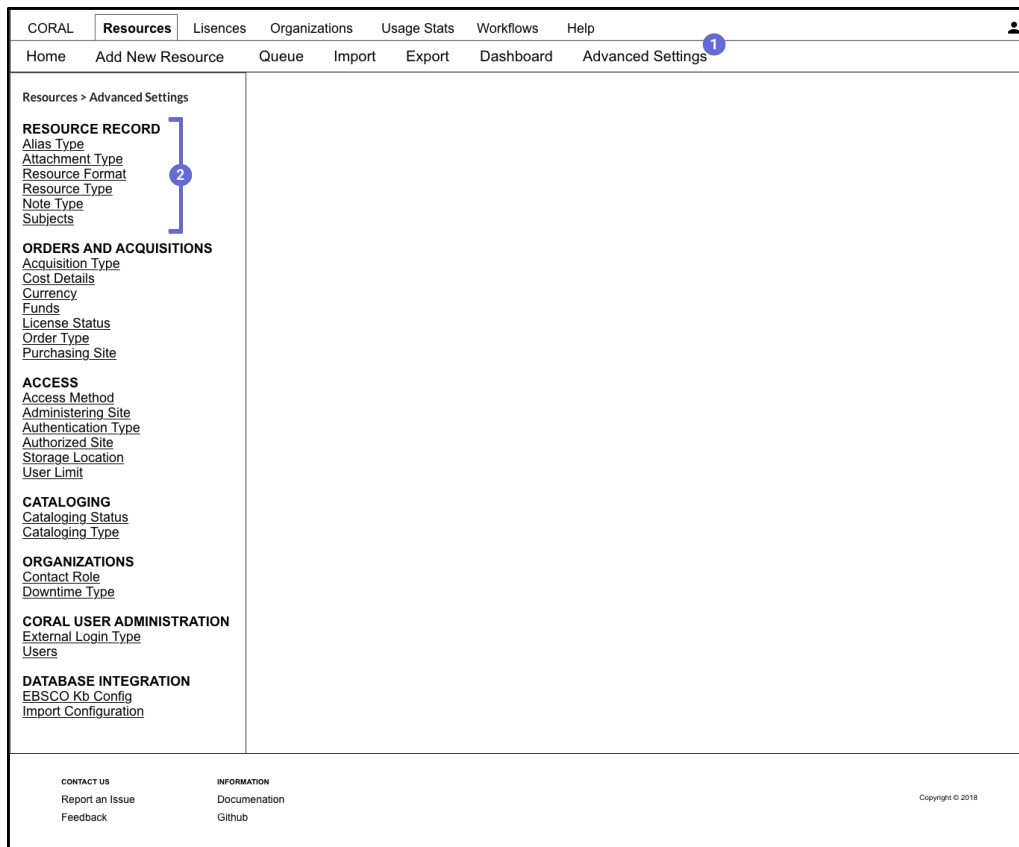 CORAL Resources Lisences Organizations Usage Stats Workflows Help
Home Add New Resource Queue Import Export Dashboard Advanced Settings 1
Resources > Advanced Settings
RESOURCE RECORD
Alias Type
Attachment Type
Resource Format 2
Resource Type
Note Type
Subjects
ORDERS AND ACQUISITIONS
Acquisition Type
Cost Details
Currency
Funds
License Status
Order Type
Purchasing Site
ACCESS
Access Method
Administering Site
Authentication Type
Authorized Site
Storage Location
User Limit
CATALOGING
Cataloging Status
Cataloging Type
ORGANIZATIONS
Contact Role
Downtime Type
CORAL USER ADMINISTRATION
External Login Type
Users
DATABASE INTEGRATION
EBSCO Kb Config
Import Configuration
CONTACT US INFORMATION
Report an Issue Documenation Copyright © 2018
Feedback Github